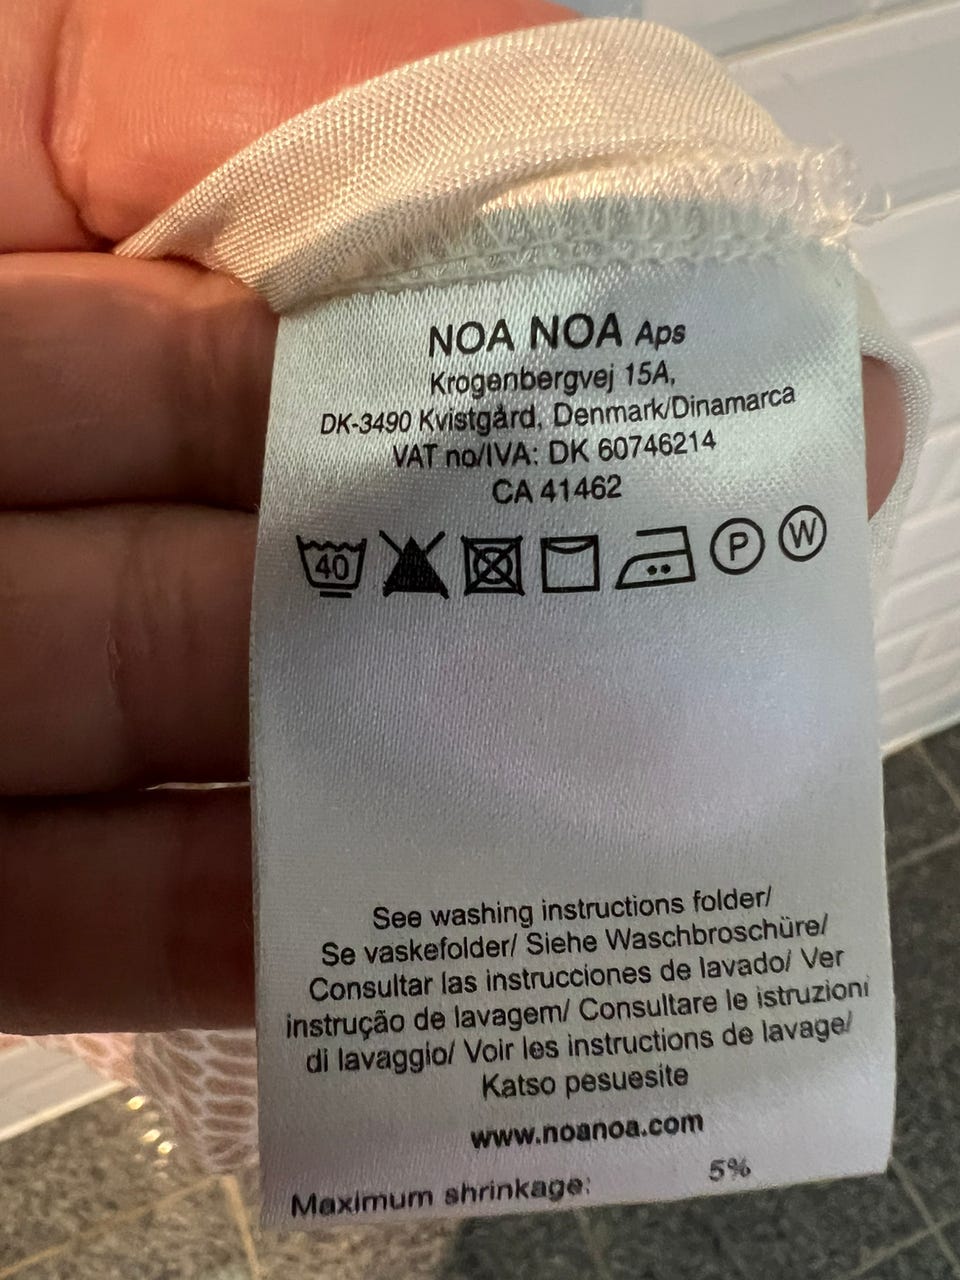 NOA NOA Aps
Krogenbergvej 15A,
DK-3490 Kvistgård, Denmark/Dinamarca
VAT no/IVA: DK 60746214
CA 41462
40 P W
See washing instructions folder/
Se vaskefolder/ Siehe Waschbroschüre/
Consultar las instrucciones de lavado/ Ver
instrução de lavagem/ Consultare le istruzioni
di lavaggio/ Voir les instructions de lavage/
Katso pesuesite
www.noanoa.com
Maximum shrinkage: 5%